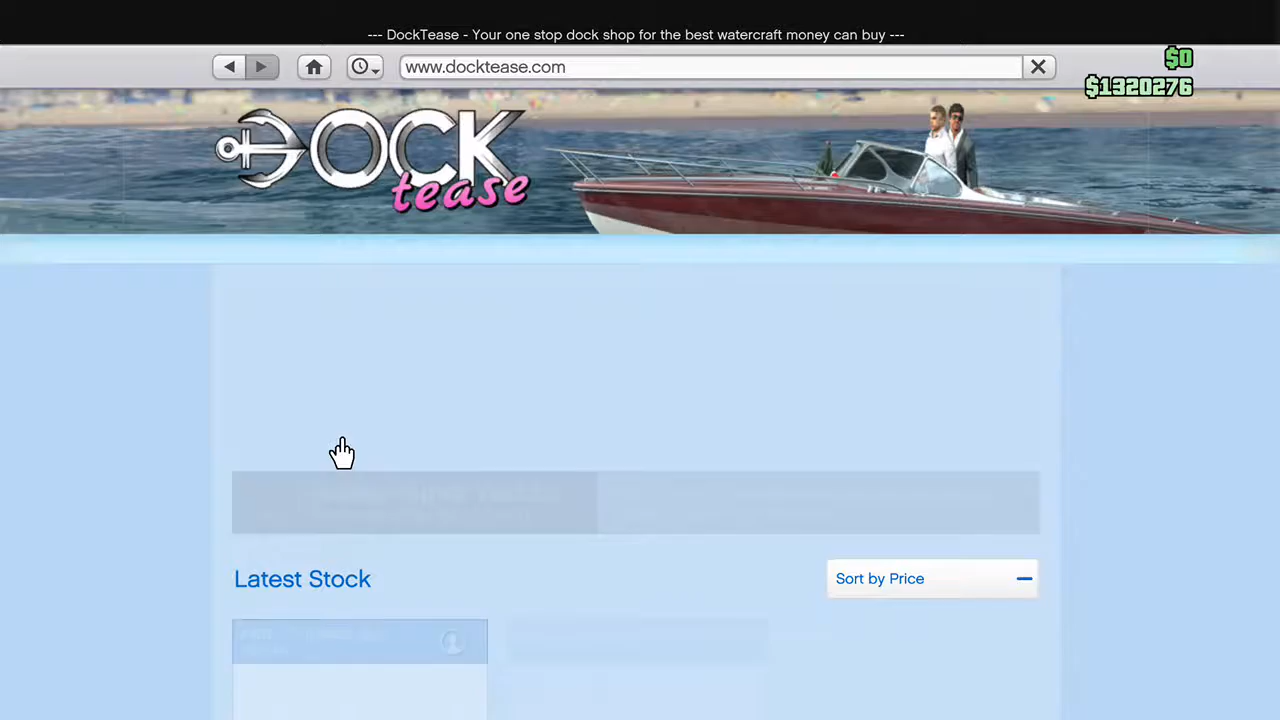 --- DockTease - Your one stop dock shop for the best watercraft money can buy ---
www.docktease.com
$0
$1320276
DOCK
tease
Latest Stock
Sort by Price